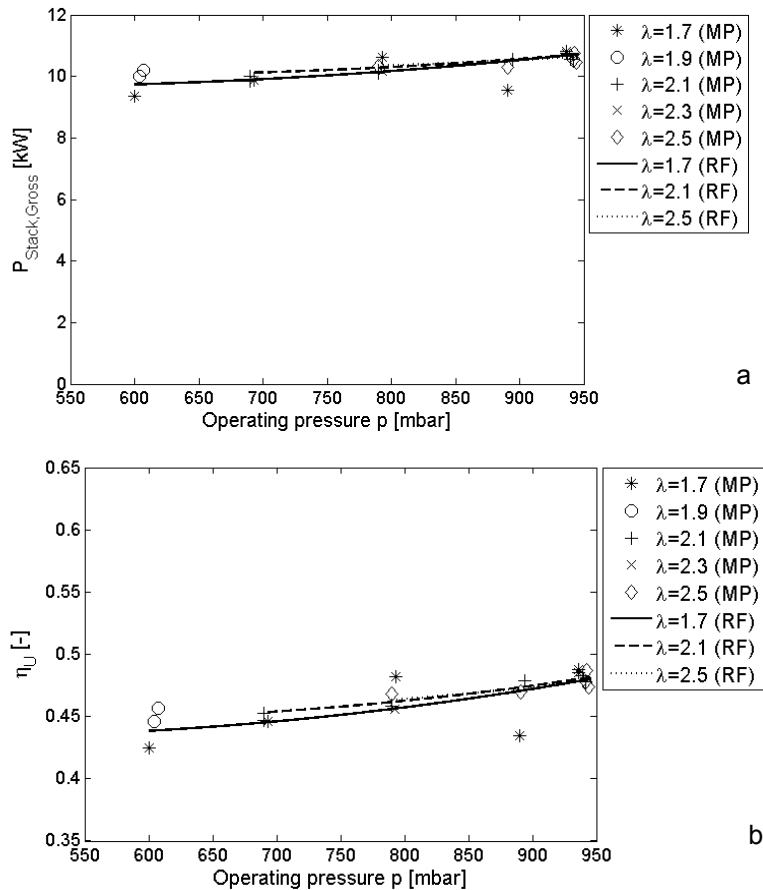 12
10
8
6
4
2
0
P_Stack,Gross [kW]
550 600 650 700 750 800 850 900 950
Operating pressure p [mbar]
λ=1.7 (MP)
λ=1.9 (MP)
λ=2.1 (MP)
λ=2.3 (MP)
λ=2.5 (MP)
λ=1.7 (RF)
λ=2.1 (RF)
λ=2.5 (RF)
a
0.65
0.6
0.55
0.5
0.45
0.4
0.35
η_U [-]
550 600 650 700 750 800 850 900 950
Operating pressure p [mbar]
λ=1.7 (MP)
λ=1.9 (MP)
λ=2.1 (MP)
λ=2.3 (MP)
λ=2.5 (MP)
λ=1.7 (RF)
λ=2.1 (RF)
λ=2.5 (RF)
b